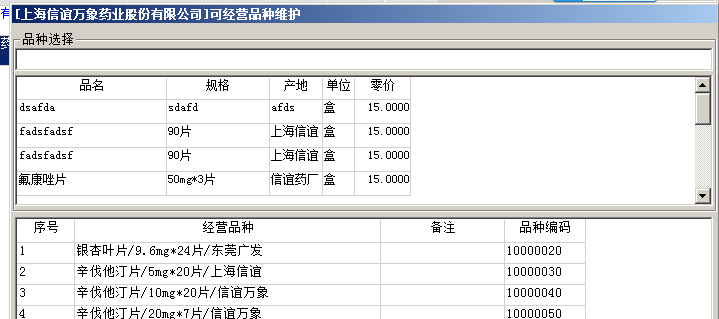 有
药
[上海信谊万象药业股份有限公司]可经营品种维护
品种选择
品名 规格 产地 单位 零价
dsafda sdafd afds 盒 15.0000
fadsfadsf 90片 上海信谊 盒 15.0000
fadsfadsf 90片 上海信谊 盒 15.0000
氟康唑片 50mg*3片 信谊药厂 盒 15.0000
序号 经营品种 备注 品种编码
1 银杏叶片/9.6mg*24片/东莞广发 10000020
2 辛伐他汀片/5mg*20片/上海信谊 10000030
3 辛伐他汀片/10mg*20片/信谊万象 10000040
4 辛伐他汀片/20mg*7片/信谊万象 10000050